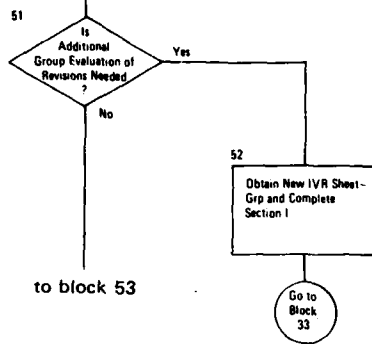 51
Is
Additional
Group Evaluation of
Revisions Needed
?
Yes
No
52
Obtain New IVR Sheet-
Grp and Complete
Section I
to block 53
Go to
Block
33